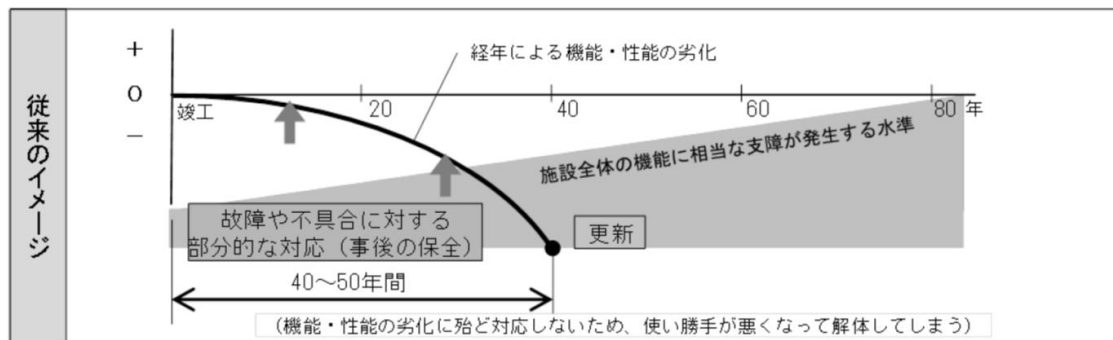 従来のイメージ
+
0
−
竣工
20
40
60
80 年
経年による機能・性能の劣化
施設全体の機能に相当な支障が発生する水準
故障や不具合に対する
部分的な対応（事後の保全）
更新
40～50年間
（機能・性能の劣化に殆ど対応しないため、使い勝手が悪くなって解体してしまう）